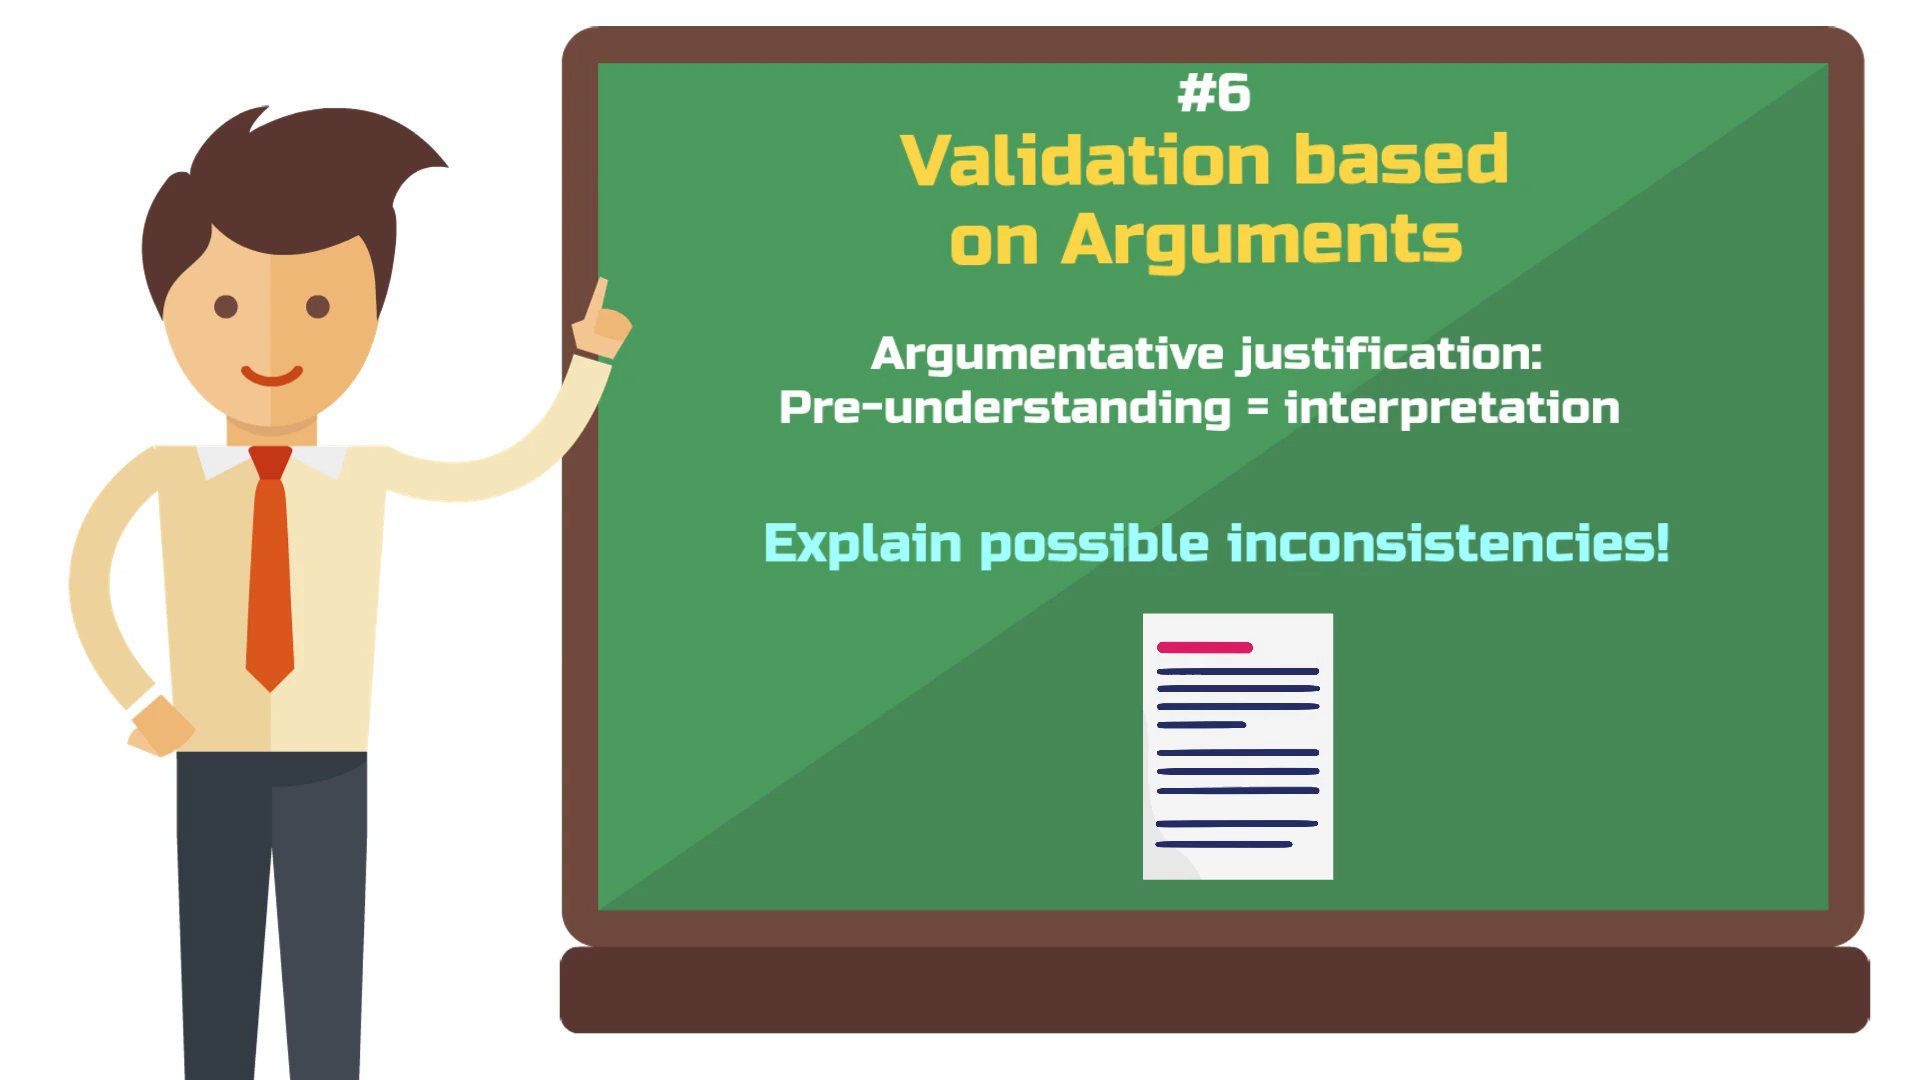 #6
Validation based
on Arguments
Argumentative justification:
Pre-understanding = interpretation
Explain possible inconsistencies!